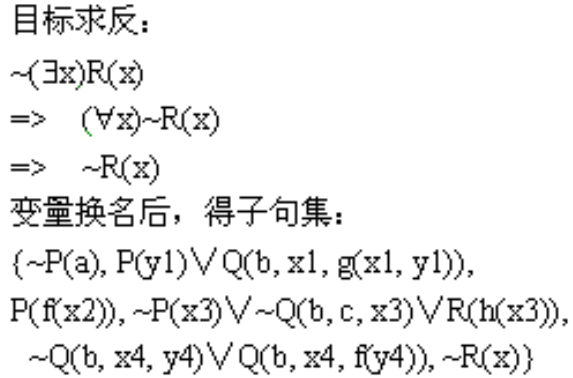 目标求反：
~(∃x)R(x)
=> (∀x)~R(x)
=> ~R(x)
变量换名后，得子句集：
{~P(a), P(y1)∨Q(b, x1, g(x1, y1)),
P(f(x2)), ~P(x3)∨~Q(b, c, x3)∨R(h(x3)),
~Q(b, x4, y4)∨Q(b, x4, f(y4)), ~R(x)}